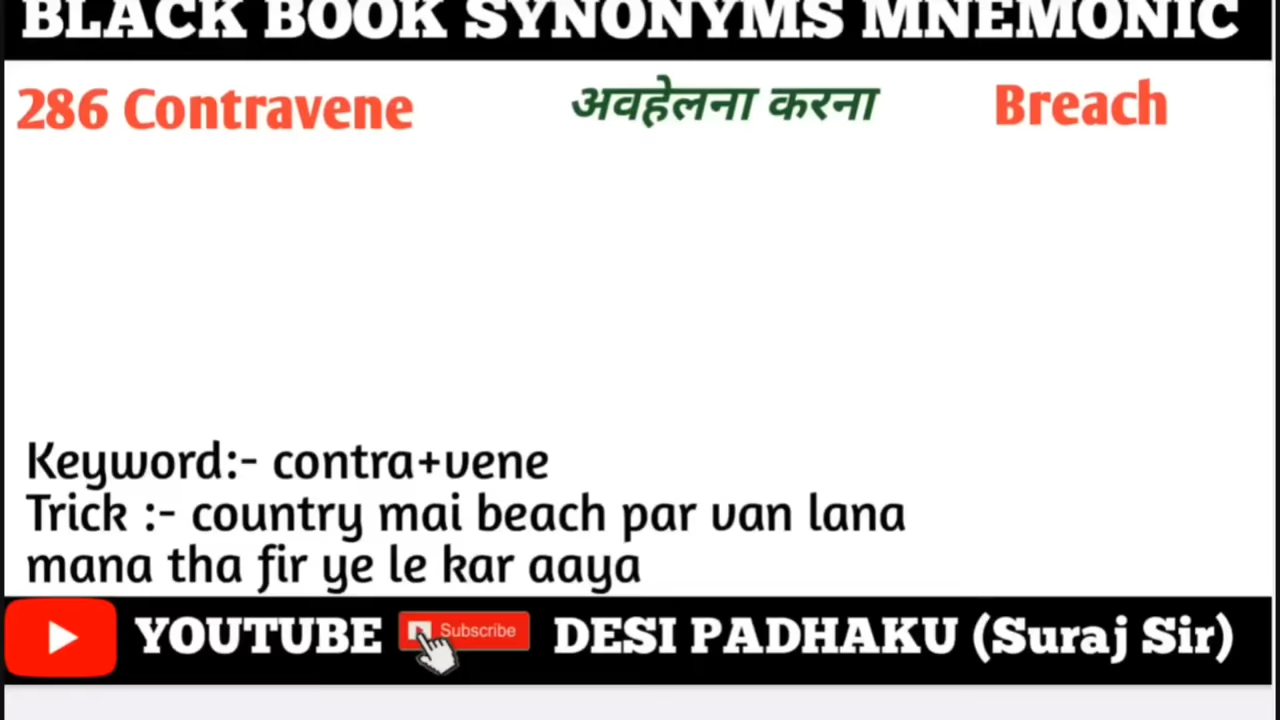 BLACK BOOK SYNONYMS MNEMONIC
286 Contravene अवहेलना करना Breach
Keyword:- contra+vene
Trick :- country mai beach par van lana
mana tha fir ye le kar aaya
YOUTUBE Subscribe DESI PADHAKU (Suraj Sir)